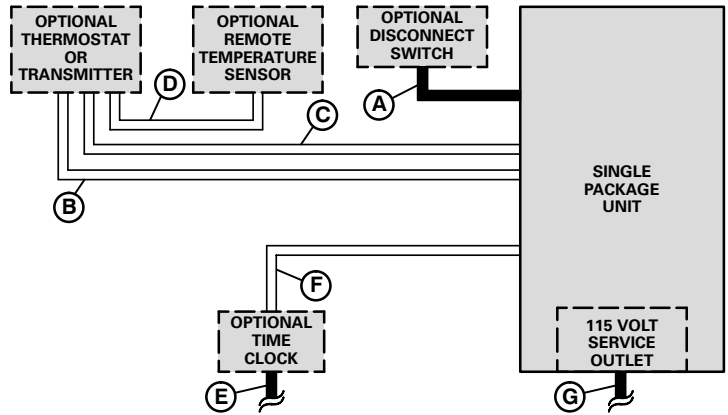 OPTIONAL
THERMOSTAT
OR
TRANSMITTER
OPTIONAL
REMOTE
TEMPERATURE
SENSOR
OPTIONAL
DISCONNECT
SWITCH
D
A
C
B
SINGLE
PACKAGE
UNIT
F
OPTIONAL
TIME
CLOCK
E
115 VOLT
SERVICE
OUTLET
G